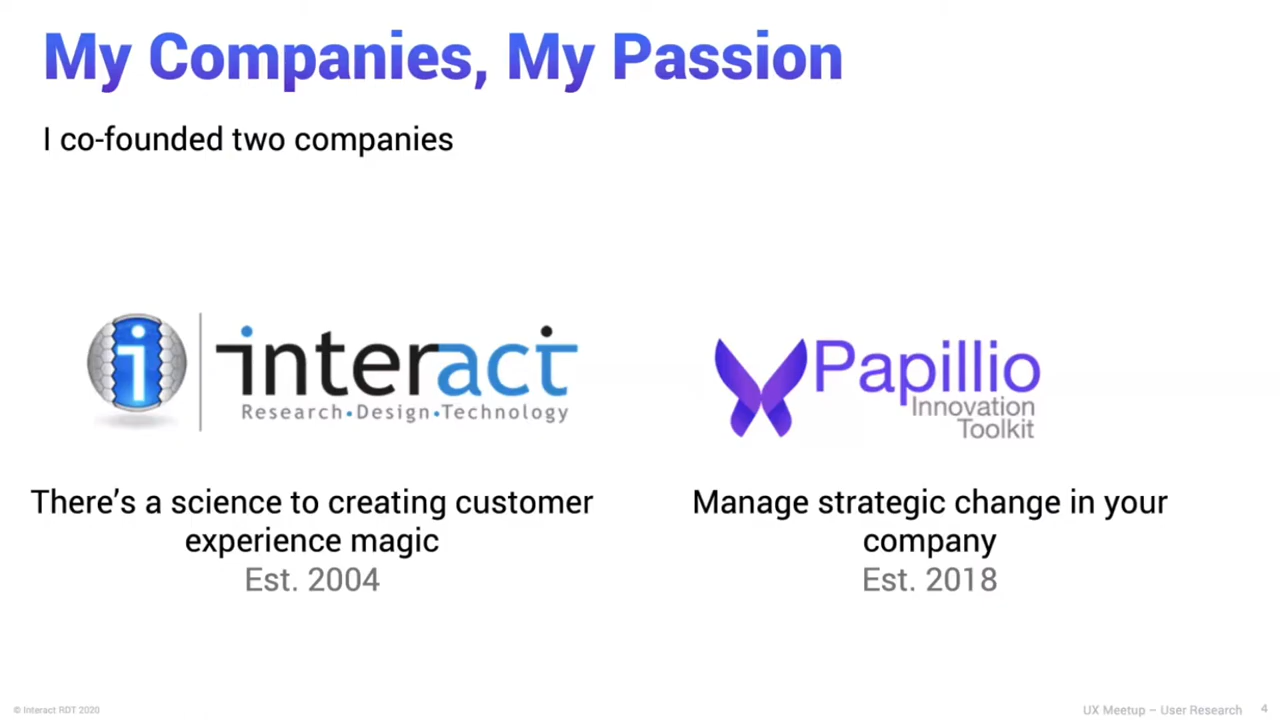 My Companies, My Passion
I co-founded two companies
i
interact
Research•Design•Technology
There's a science to creating customer
experience magic
Est. 2004
Papillio
Innovation
Toolkit
Manage strategic change in your
company
Est. 2018
© Interact RDT 2020
UX Meetup – User Research 4